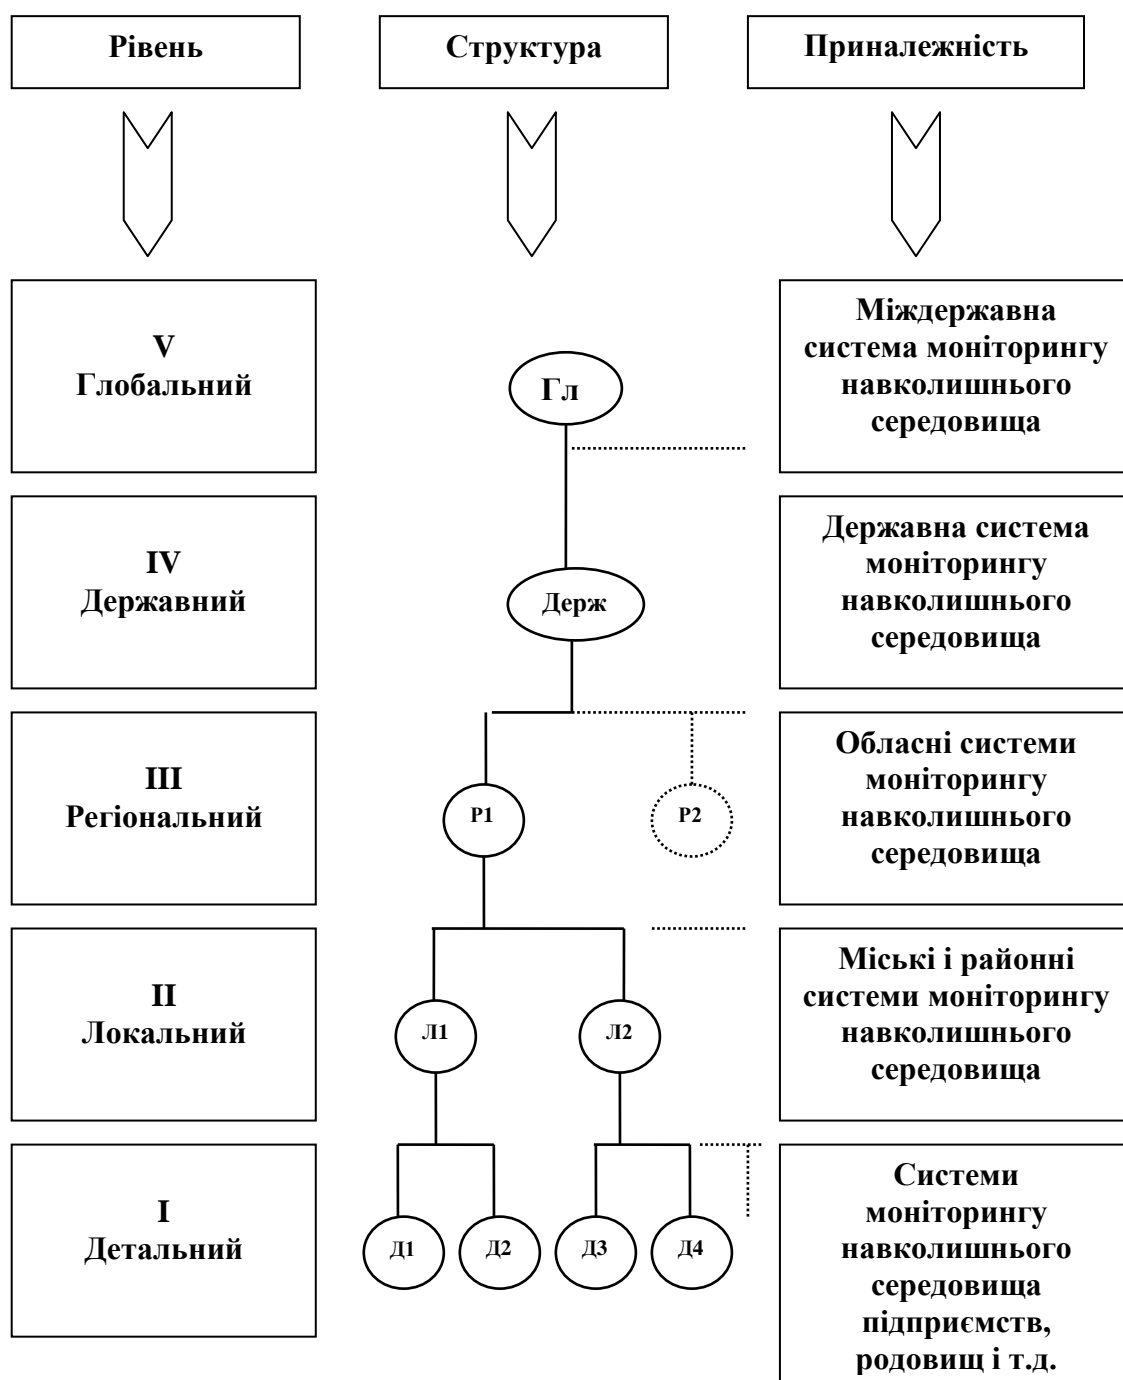 Рівень
Структура
Приналежність
V
Глобальний
Гл
Міждержавна
система моніторингу
навколишнього
середовища
IV
Державний
Держ
Державна система
моніторингу
навколишнього
середовища
III
Регіональний
Р1
Р2
Обласні системи
моніторингу
навколишнього
середовища
II
Локальний
Л1
Л2
Міські і районні
системи моніторингу
навколишнього
середовища
I
Детальний
Д1
Д2
Д3
Д4
Системи
моніторингу
навколишнього
середовища
підприємств,
родовищ і т.д.